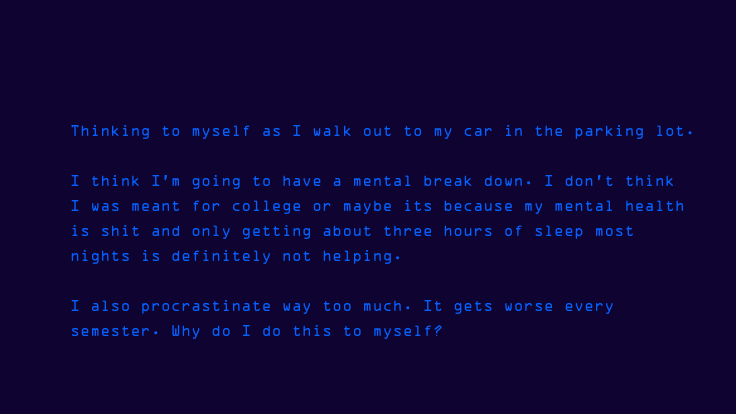 Thinking to myself as I walk out to my car in the parking lot.
I think I'm going to have a mental break down. I don't think
I was meant for college or maybe its because my mental health
is shit and only getting about three hours of sleep most
nights is definitely not helping.
I also procrastinate way too much. It gets worse every
semester. Why do I do this to myself?